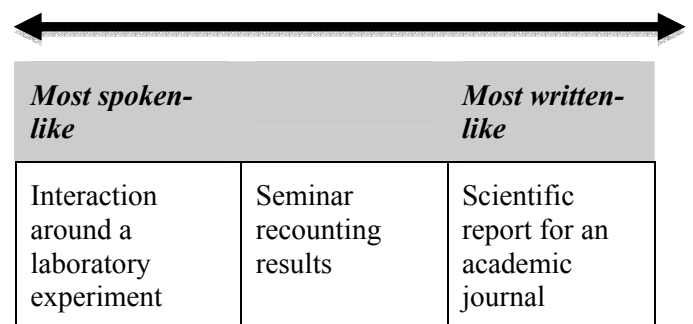 Most spoken-
like
Most written-
like
Interaction
around a
laboratory
experiment
Seminar
recounting
results
Scientific
report for an
academic
journal